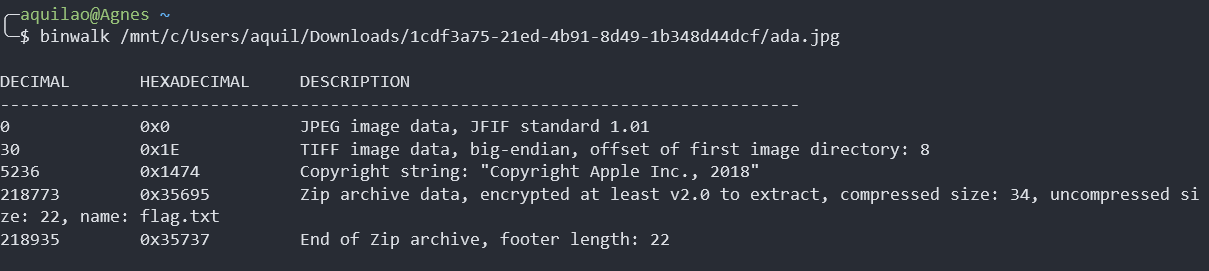 ╭─aquilao@Agnes ~
╰─$ binwalk /mnt/c/Users/aquil/Downloads/1cdf3a75-21ed-4b91-8d49-1b348d44dcf/ada.jpg
DECIMAL       HEXADECIMAL     DESCRIPTION
--------------------------------------------------------------------------------
0             0x0             JPEG image data, JFIF standard 1.01
30            0x1E            TIFF image data, big-endian, offset of first image directory: 8
5236          0x1474          Copyright string: "Copyright Apple Inc., 2018"
218773        0x35695         Zip archive data, encrypted at least v2.0 to extract, compressed size: 34, uncompressed si
ze: 22, name: flag.txt
218935        0x35737         End of Zip archive, footer length: 22